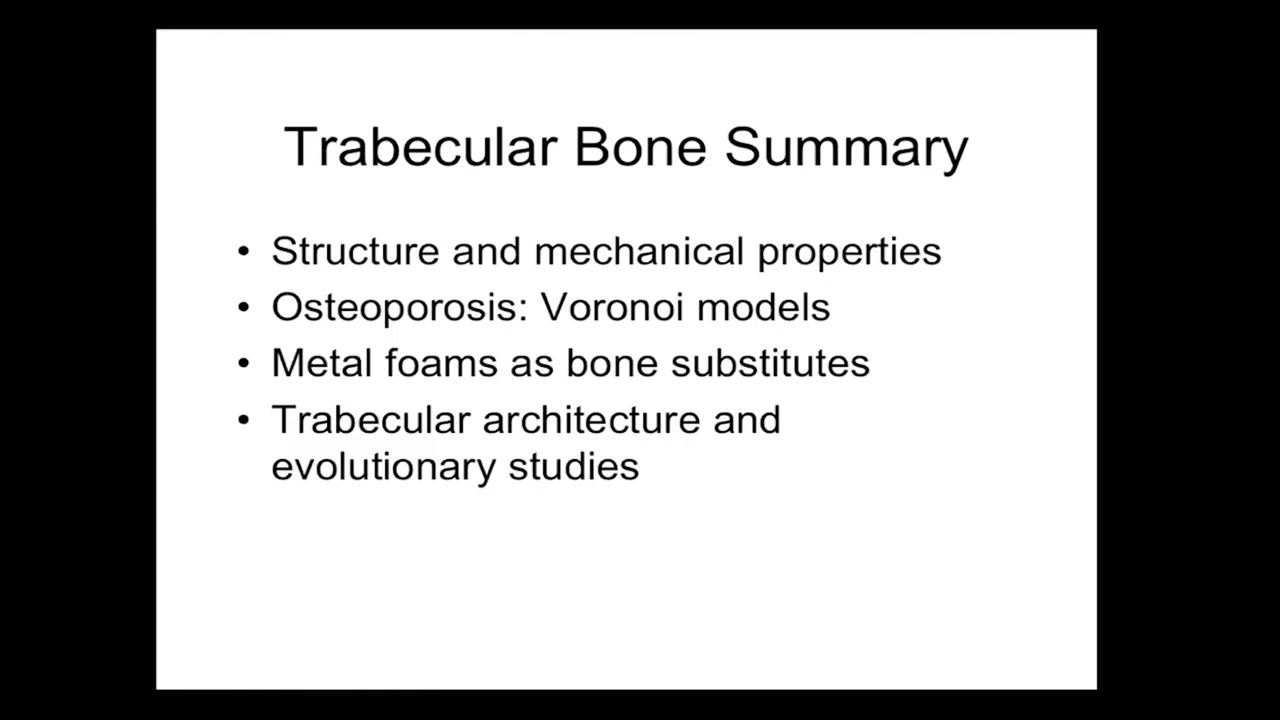 Trabecular Bone Summary
• Structure and mechanical properties
• Osteoporosis: Voronoi models
• Metal foams as bone substitutes
• Trabecular architecture and
evolutionary studies